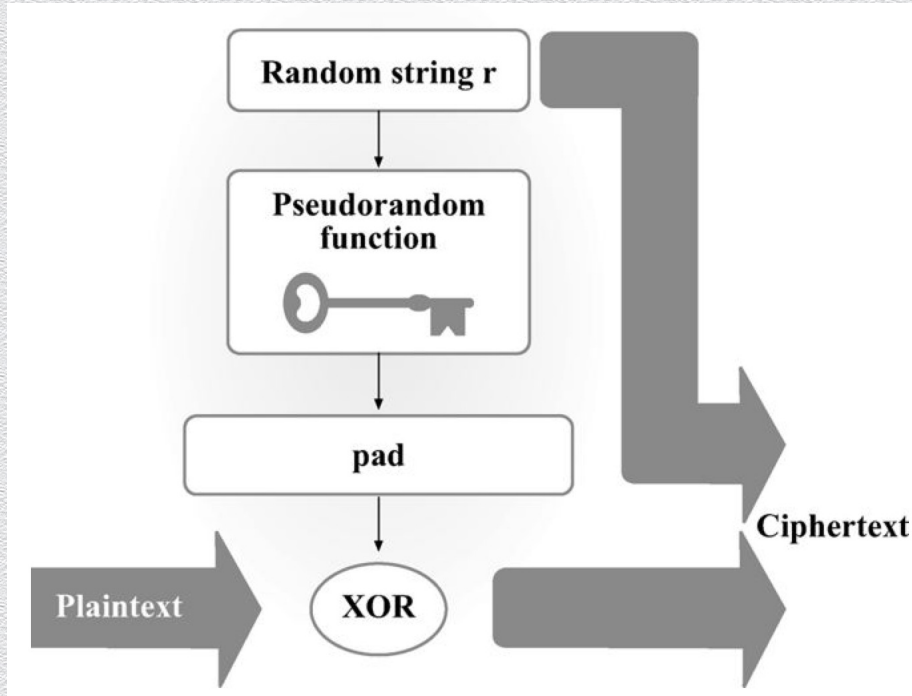 Random string r
Pseudorandom
function
pad
Ciphertext
Plaintext
XOR